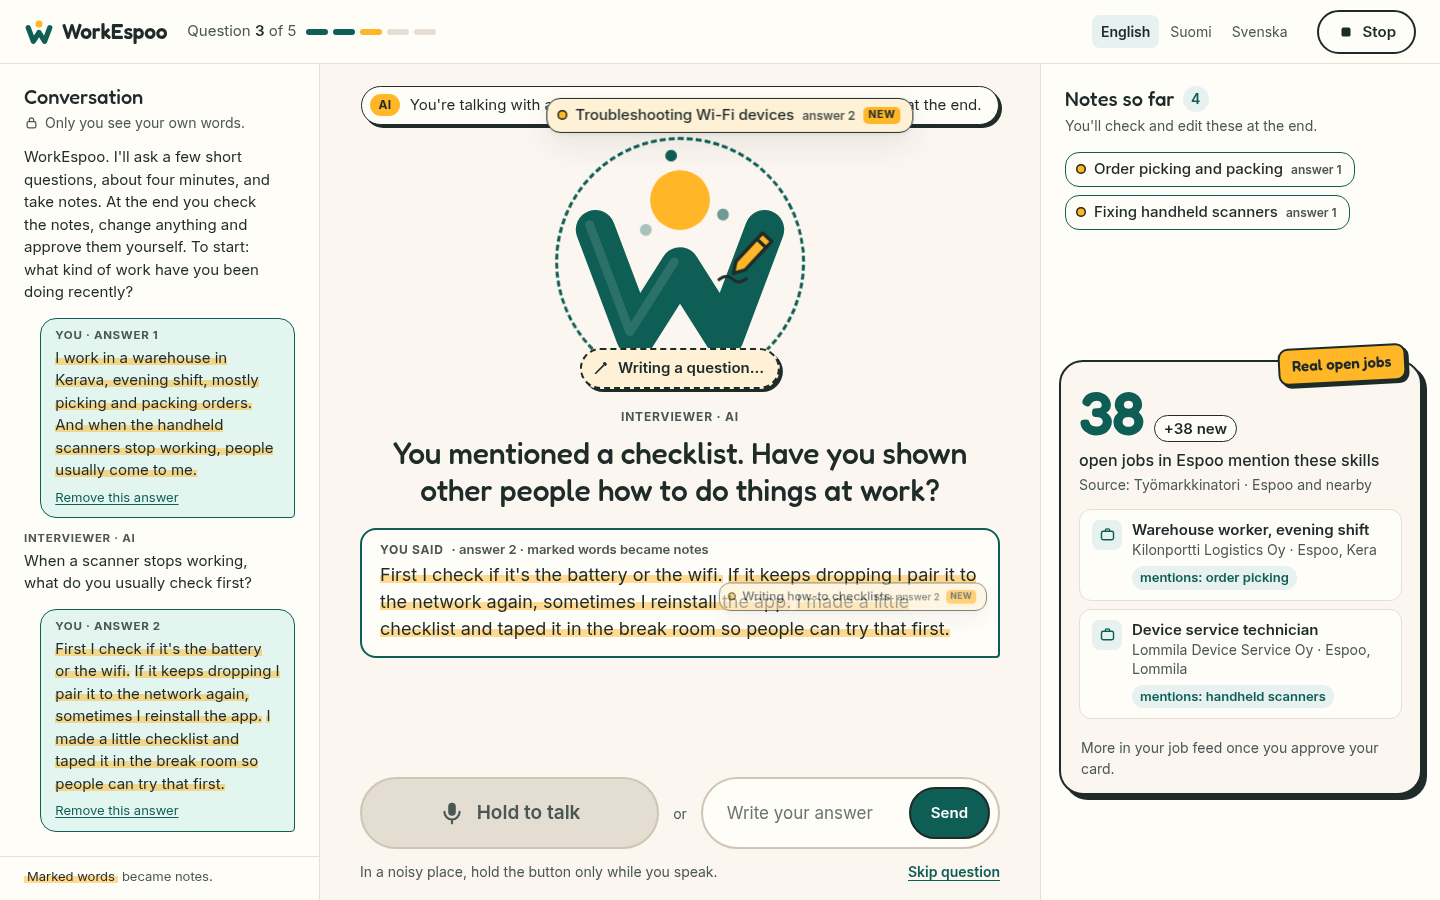 WorkEspoo
Question 3 of 5
English
Suomi
Svenska
Stop
Conversation
Only you see your own words.
WorkEspoo. I'll ask a few short
questions, about four minutes, and
take notes. At the end you check
the notes, change anything and
approve them yourself. To start:
what kind of work have you been
doing recently?
YOU · ANSWER 1
I work in a warehouse in
Kerava, evening shift, mostly
picking and packing orders.
And when the handheld
scanners stop working, people
usually come to me.
Remove this answer
INTERVIEWER · AI
When a scanner stops working,
what do you usually check first?
YOU · ANSWER 2
First I check if it's the battery
or the wifi. If it keeps dropping I
pair it to the network again,
sometimes I reinstall the app. I
made a little checklist and
taped it in the break room so
people can try that first.
Remove this answer
Marked words became notes.
AI You're talking with
at the end.
Troubleshooting Wi-Fi devices answer 2 NEW
Writing a question...
INTERVIEWER · AI
You mentioned a checklist. Have you shown
other people how to do things at work?
YOU SAID · answer 2 · marked words became notes
First I check if it's the battery or the wifi. If it keeps dropping I pair it to
the network again, sometimes I reinstall the app. I made a little
checklist and taped it in the break room so people can try that first.
Writing how-to checklists answer 2 NEW
Hold to talk
or
Write your answer
Send
In a noisy place, hold the button only while you speak.
Skip question
Notes so far 4
You'll check and edit these at the end.
Order picking and packing answer 1
Fixing handheld scanners answer 1
Real open jobs
38
+38 new
open jobs in Espoo mention these skills
Source: Työmarkkinatori · Espoo and nearby
Warehouse worker, evening shift
Kilonportti Logistics Oy · Espoo, Kera
mentions: order picking
Device service technician
Lommila Device Service Oy · Espoo,
Lommila
mentions: handheld scanners
More in your job feed once you approve your
card.